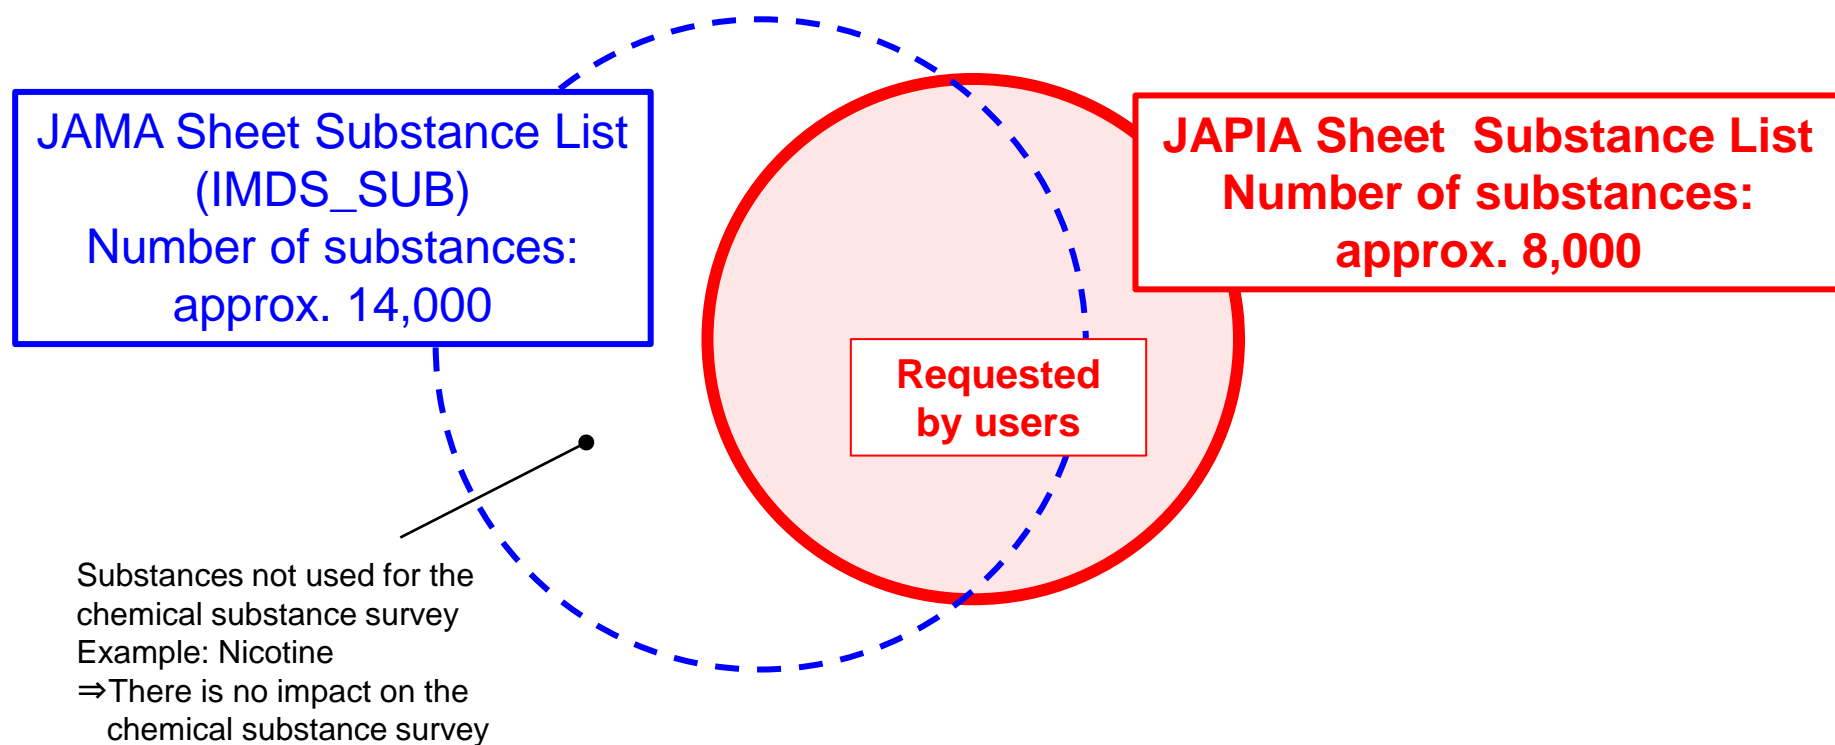 JAMA Sheet Substance List
(IMDS_SUB)
Number of substances:
approx. 14,000
JAPIA Sheet  Substance List
Number of substances:
approx. 8,000
Requested
by users
Substances not used for the
chemical substance survey
Example: Nicotine
⇒There is no impact on the
chemical substance survey